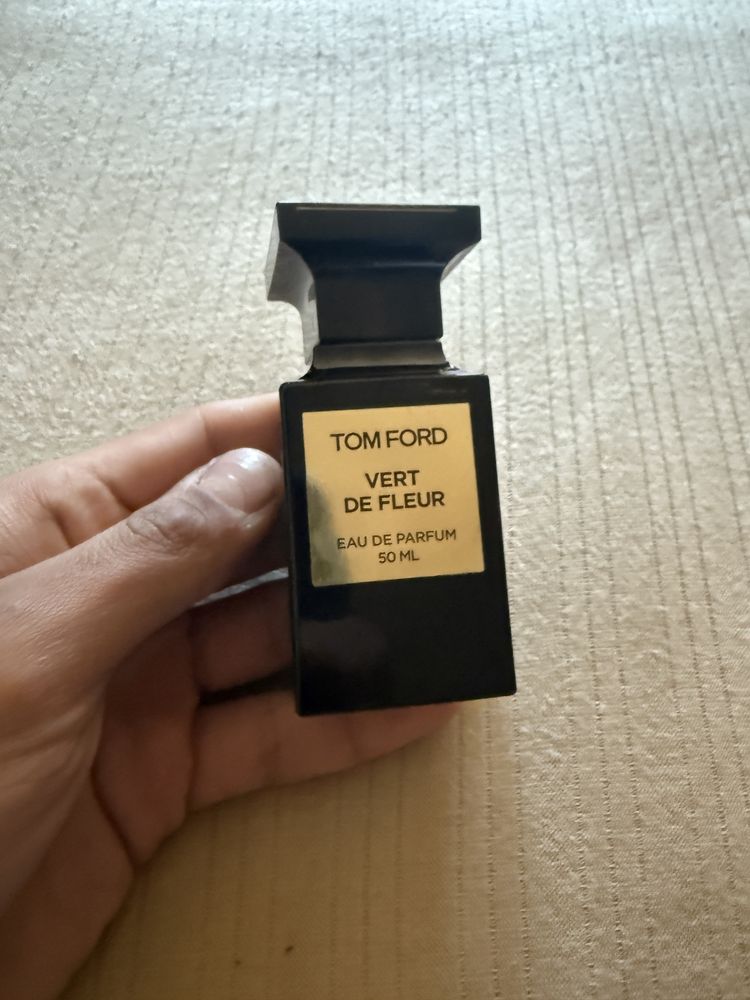 TOM FORD
VERT
DE FLEUR
EAU DE PARFUM
50 ML